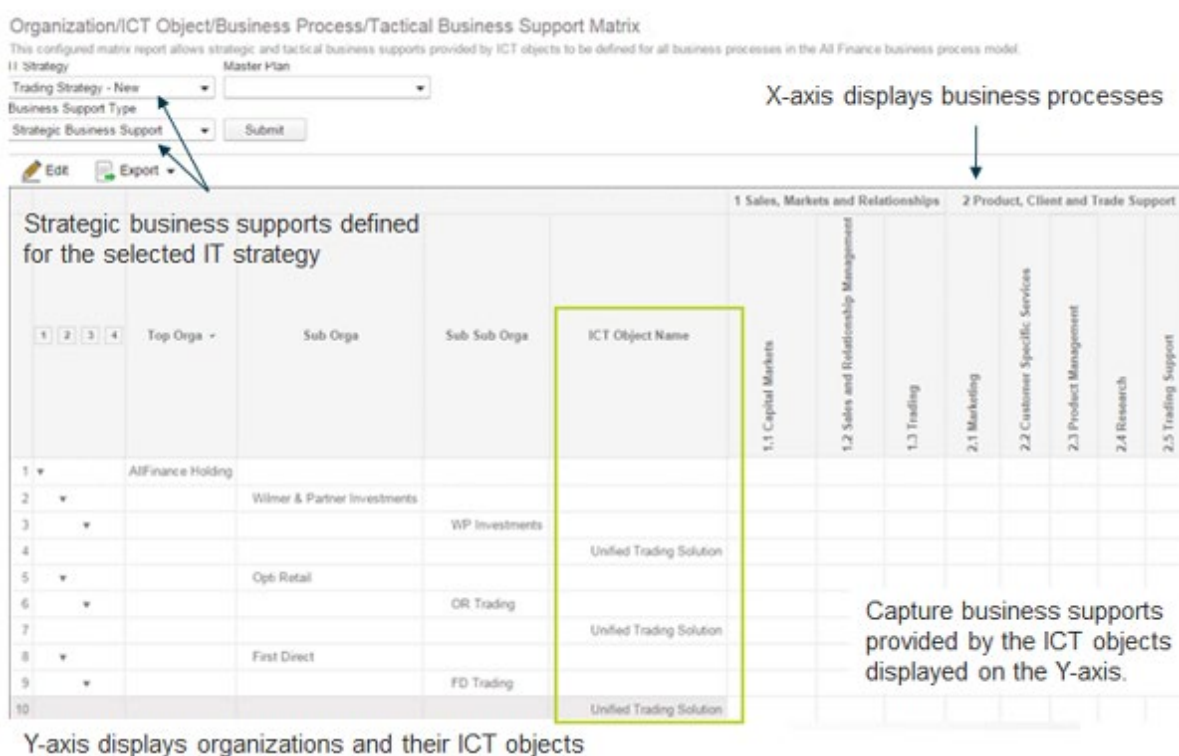 Organization/ICT Object/Business Process/Tactical Business Support Matrix
This configured matrix report allows strategic and tactical business supports provided by ICT objects to be defined for all business processes in the All Finance business process model.
IT Strategy Master Plan
Trading Strategy - New
Business Support Type
Strategic Business Support Submit
X-axis displays business processes
Edit Export
1 Sales, Markets and Relationships 2 Product, Client and Trade Support
Strategic business supports defined
for the selected IT strategy
1 2 3 4 Top Orga Sub Orga Sub Sub Orga ICT Object Name
1.1 Capital Markets
1.2 Sales and Relationship Management
1.3 Trading
2.1 Marketing
2.2 Customer Specific Services
2.3 Product Management
2.4 Research
2.5 Trading Support
1 AllFinance Holding
2 Wilmer & Partner Investments
3 WP Investments
4 Unified Trading Solution
5 Opti Retail
6 OR Trading
7 Unified Trading Solution
8 First Direct
9 FD Trading
10 Unified Trading Solution
Capture business supports
provided by the ICT objects
displayed on the Y-axis.
Y-axis displays organizations and their ICT objects